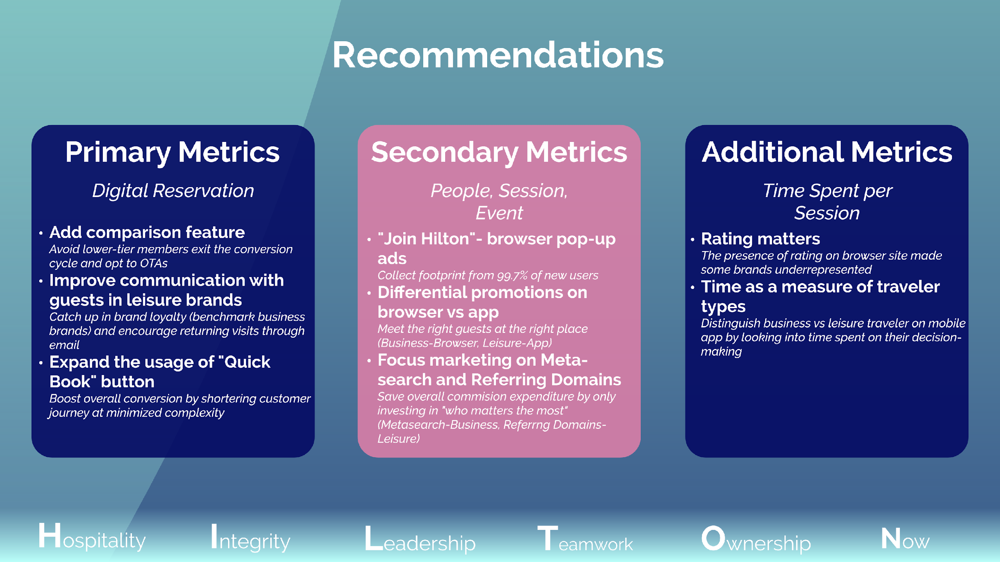 Recommendations
Primary Metrics
Digital Reservation
• Add comparison feature
Avoid lower-tier members exit the conversion
cycle and opt to OTAs
• Improve communication with
guests in leisure brands
Catch up in brand loyalty (benchmark business
brands) and encourage returning visits through
email
• Expand the usage of "Quick
Book" button
Boost overall conversion by shortering customer
journey at minimized complexity
Secondary Metrics
People, Session,
Event
• "Join Hilton"- browser pop-up
ads
Collect footprint from 99.7% of new users
• Differential promotions on
browser vs app
Meet the right guests at the right place
(Business-Browser, Leisure-App)
• Focus marketing on Meta-
search and Referring Domains
Save overall commision expenditure by only
investing in "who matters the most"
(Metasearch-Business, Referrng Domains-
Leisure)
Additional Metrics
Time Spent per
Session
• Rating matters
The presence of rating on browser site made
some brands underrepresented
• Time as a measure of traveler
types
Distinguish business vs leisure traveler on mobile
app by looking into time spent on their decision-
making
Hospitality Integrity Leadership Teamwork Ownership Now